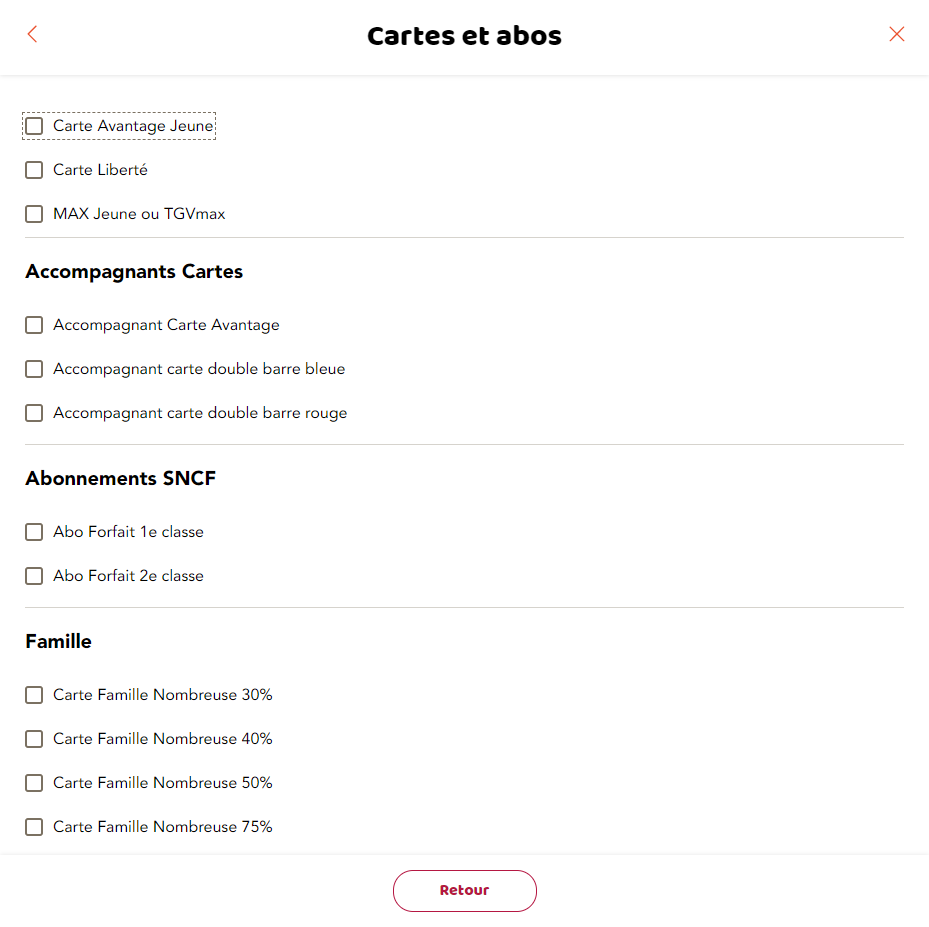 Cartes et abos
Carte Avantage Jeune
Carte Liberté
MAX Jeune ou TGVmax
Accompagnants Cartes
Accompagnant Carte Avantage
Accompagnant carte double barre bleue
Accompagnant carte double barre rouge
Abonnements SNCF
Abo Forfait 1e classe
Abo Forfait 2e classe
Famille
Carte Famille Nombreuse 30%
Carte Famille Nombreuse 40%
Carte Famille Nombreuse 50%
Carte Famille Nombreuse 75%
Retour